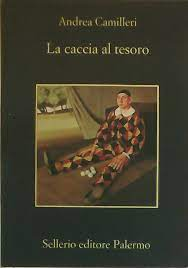 Andrea Camilleri
La caccia al tesoro
Sellerio editore Palermo